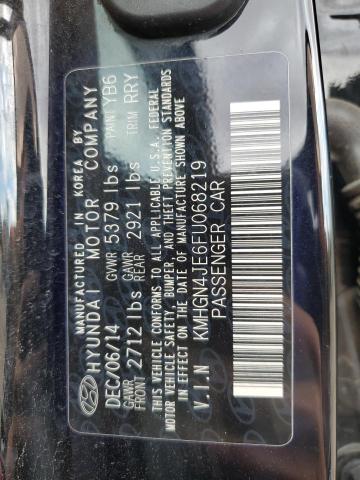 MANUFACTURED IN KOREA BY
HYUNDAI MOTOR COMPANY
DEC/06/14 GVWR 5379 lbs PAINT YB6
GAWR FRONT 2712 lbs GAWR REAR 2921 lbs TRIM RRY
THIS VEHICLE CONFORMS TO ALL APPLICABLE U.S.A. FEDERAL
MOTOR VEHICLE SAFETY, BUMPER, AND THEFT PREVENTION STANDARDS
IN EFFECT ON THE DATE OF MANUFACTURE SHOWN ABOVE
V.I.N KMHGN4JE6FU068219
PASSENGER CAR